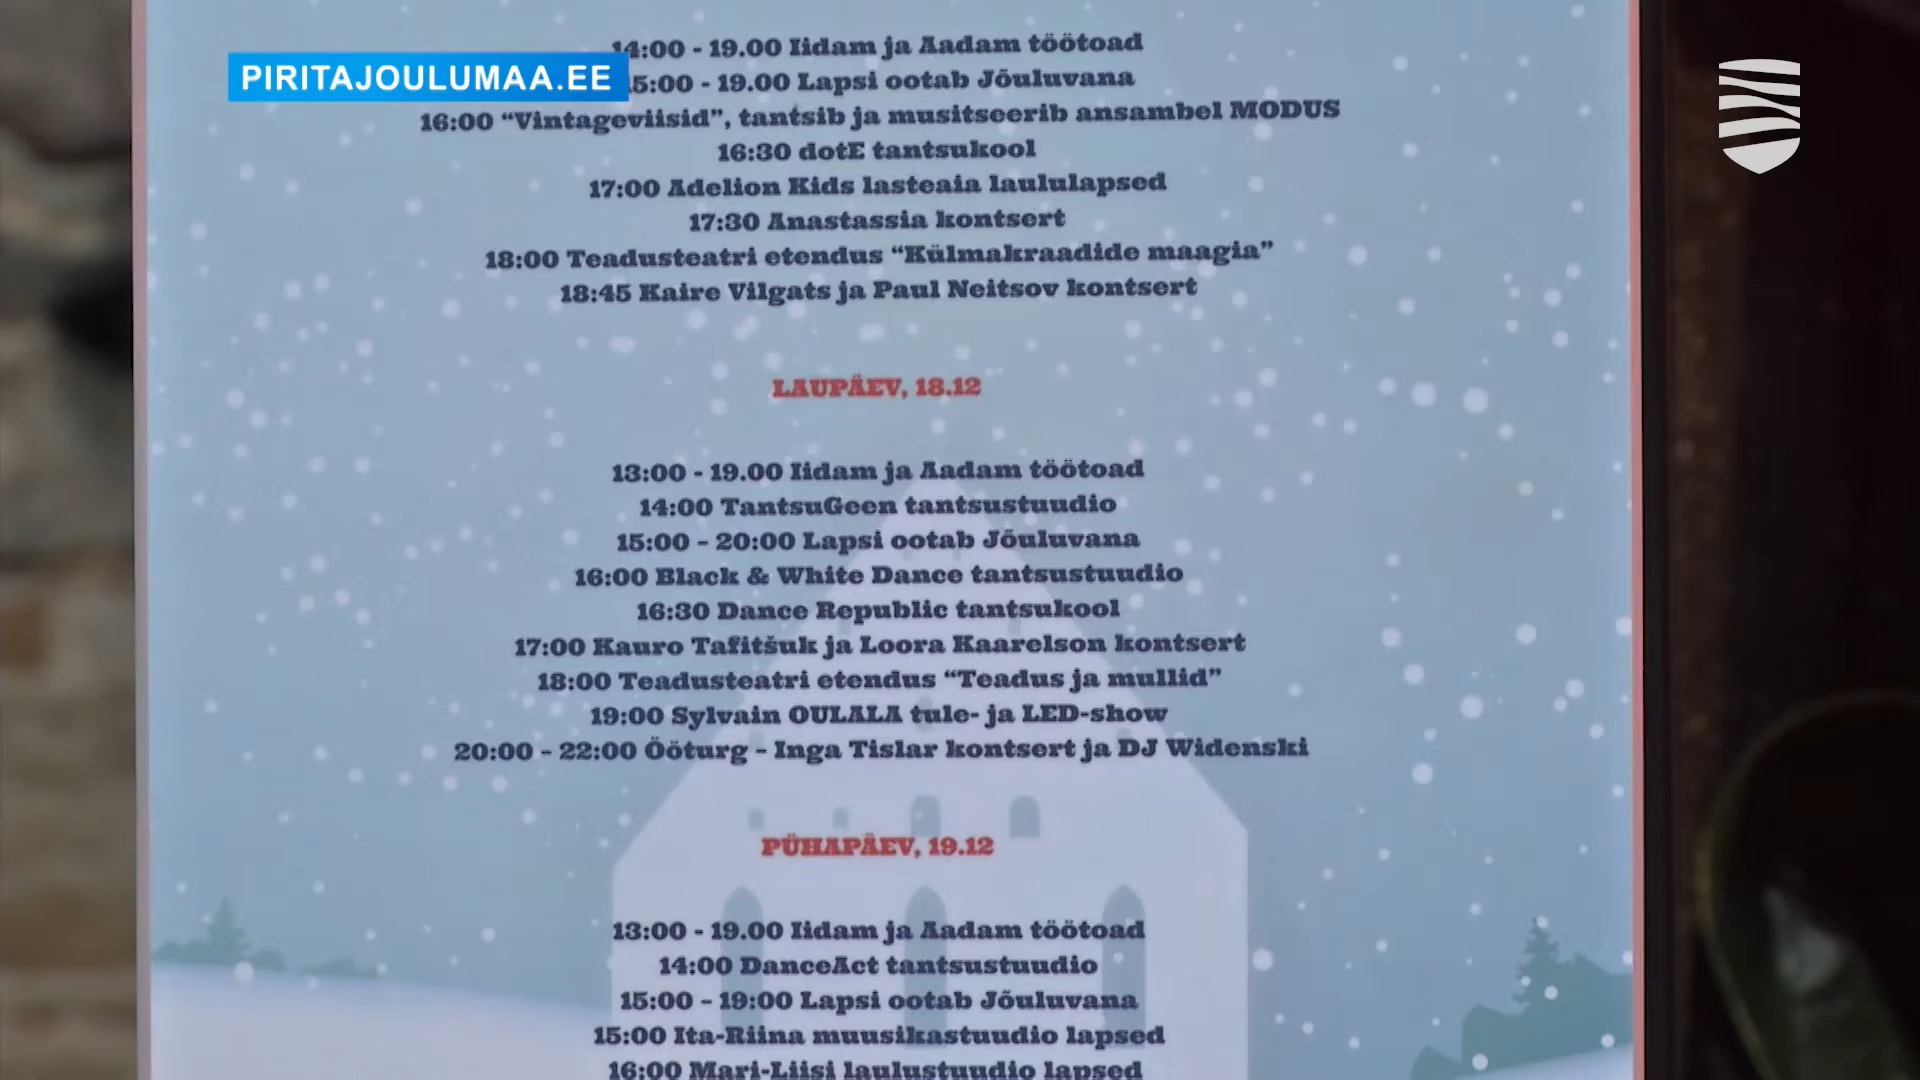 14:00 - 19.00 Iidam ja Aadam töötoad
PIRITAJOULUMAA.EE
15:00 - 19.00 Lapsi ootab Jõuluvana
16:00 “Vintageviisid”, tantsib ja musitseerib ansambel MODUS
16:30 dotE tantsukool
17:00 Adelion Kids lasteaia laululapsed
17:30 Anastassia kontsert
18:00 Teadusteatri etendus “Külmakraadide maagia”
18:45 Kaire Vilgats ja Paul Neitsov kontsert
LAUPÄEV, 18.12
13:00 - 19.00 Iidam ja Aadam töötoad
14:00 TantsuGeen tantsustuudio
15:00 - 20:00 Lapsi ootab Jõuluvana
16:00 Black & White Dance tantsustuudio
16:30 Dance Republic tantsukool
17:00 Kauro Tafitšuk ja Loora Kaarelson kontsert
18:00 Teadusteatri etendus “Teadus ja mullid”
19:00 Sylvain OULALA tule- ja LED-show
20:00 - 22:00 Ööturg - Inga Tislar kontsert ja DJ Widenski
PÜHAPÄEV, 19.12
13:00 - 19.00 Iidam ja Aadam töötoad
14:00 DanceAct tantsustuudio
15:00 - 19:00 Lapsi ootab Jõuluvana
15:00 Ita-Riina muusikastuudio lapsed
16:00 Mari-Liisi laulustuudio lapsed